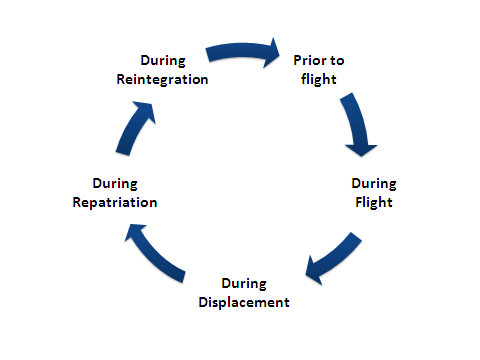 During
Reintegration
Prior to
flight
During
Flight
During
Displacement
During
Repatriation